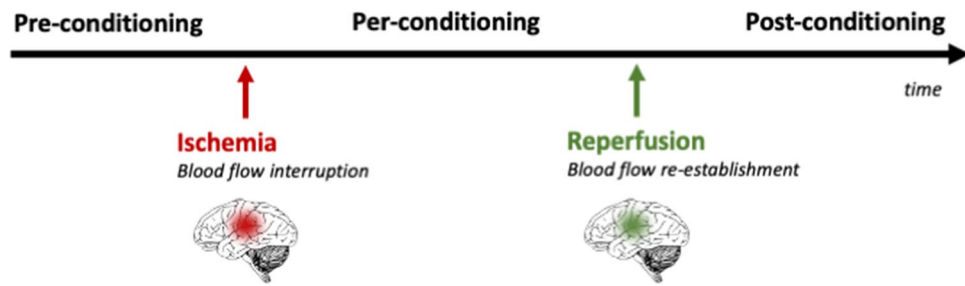 Pre-conditioning Per-conditioning Post-conditioning
time
Ischemia Reperfusion
Blood flow interruption Blood flow re-establishment